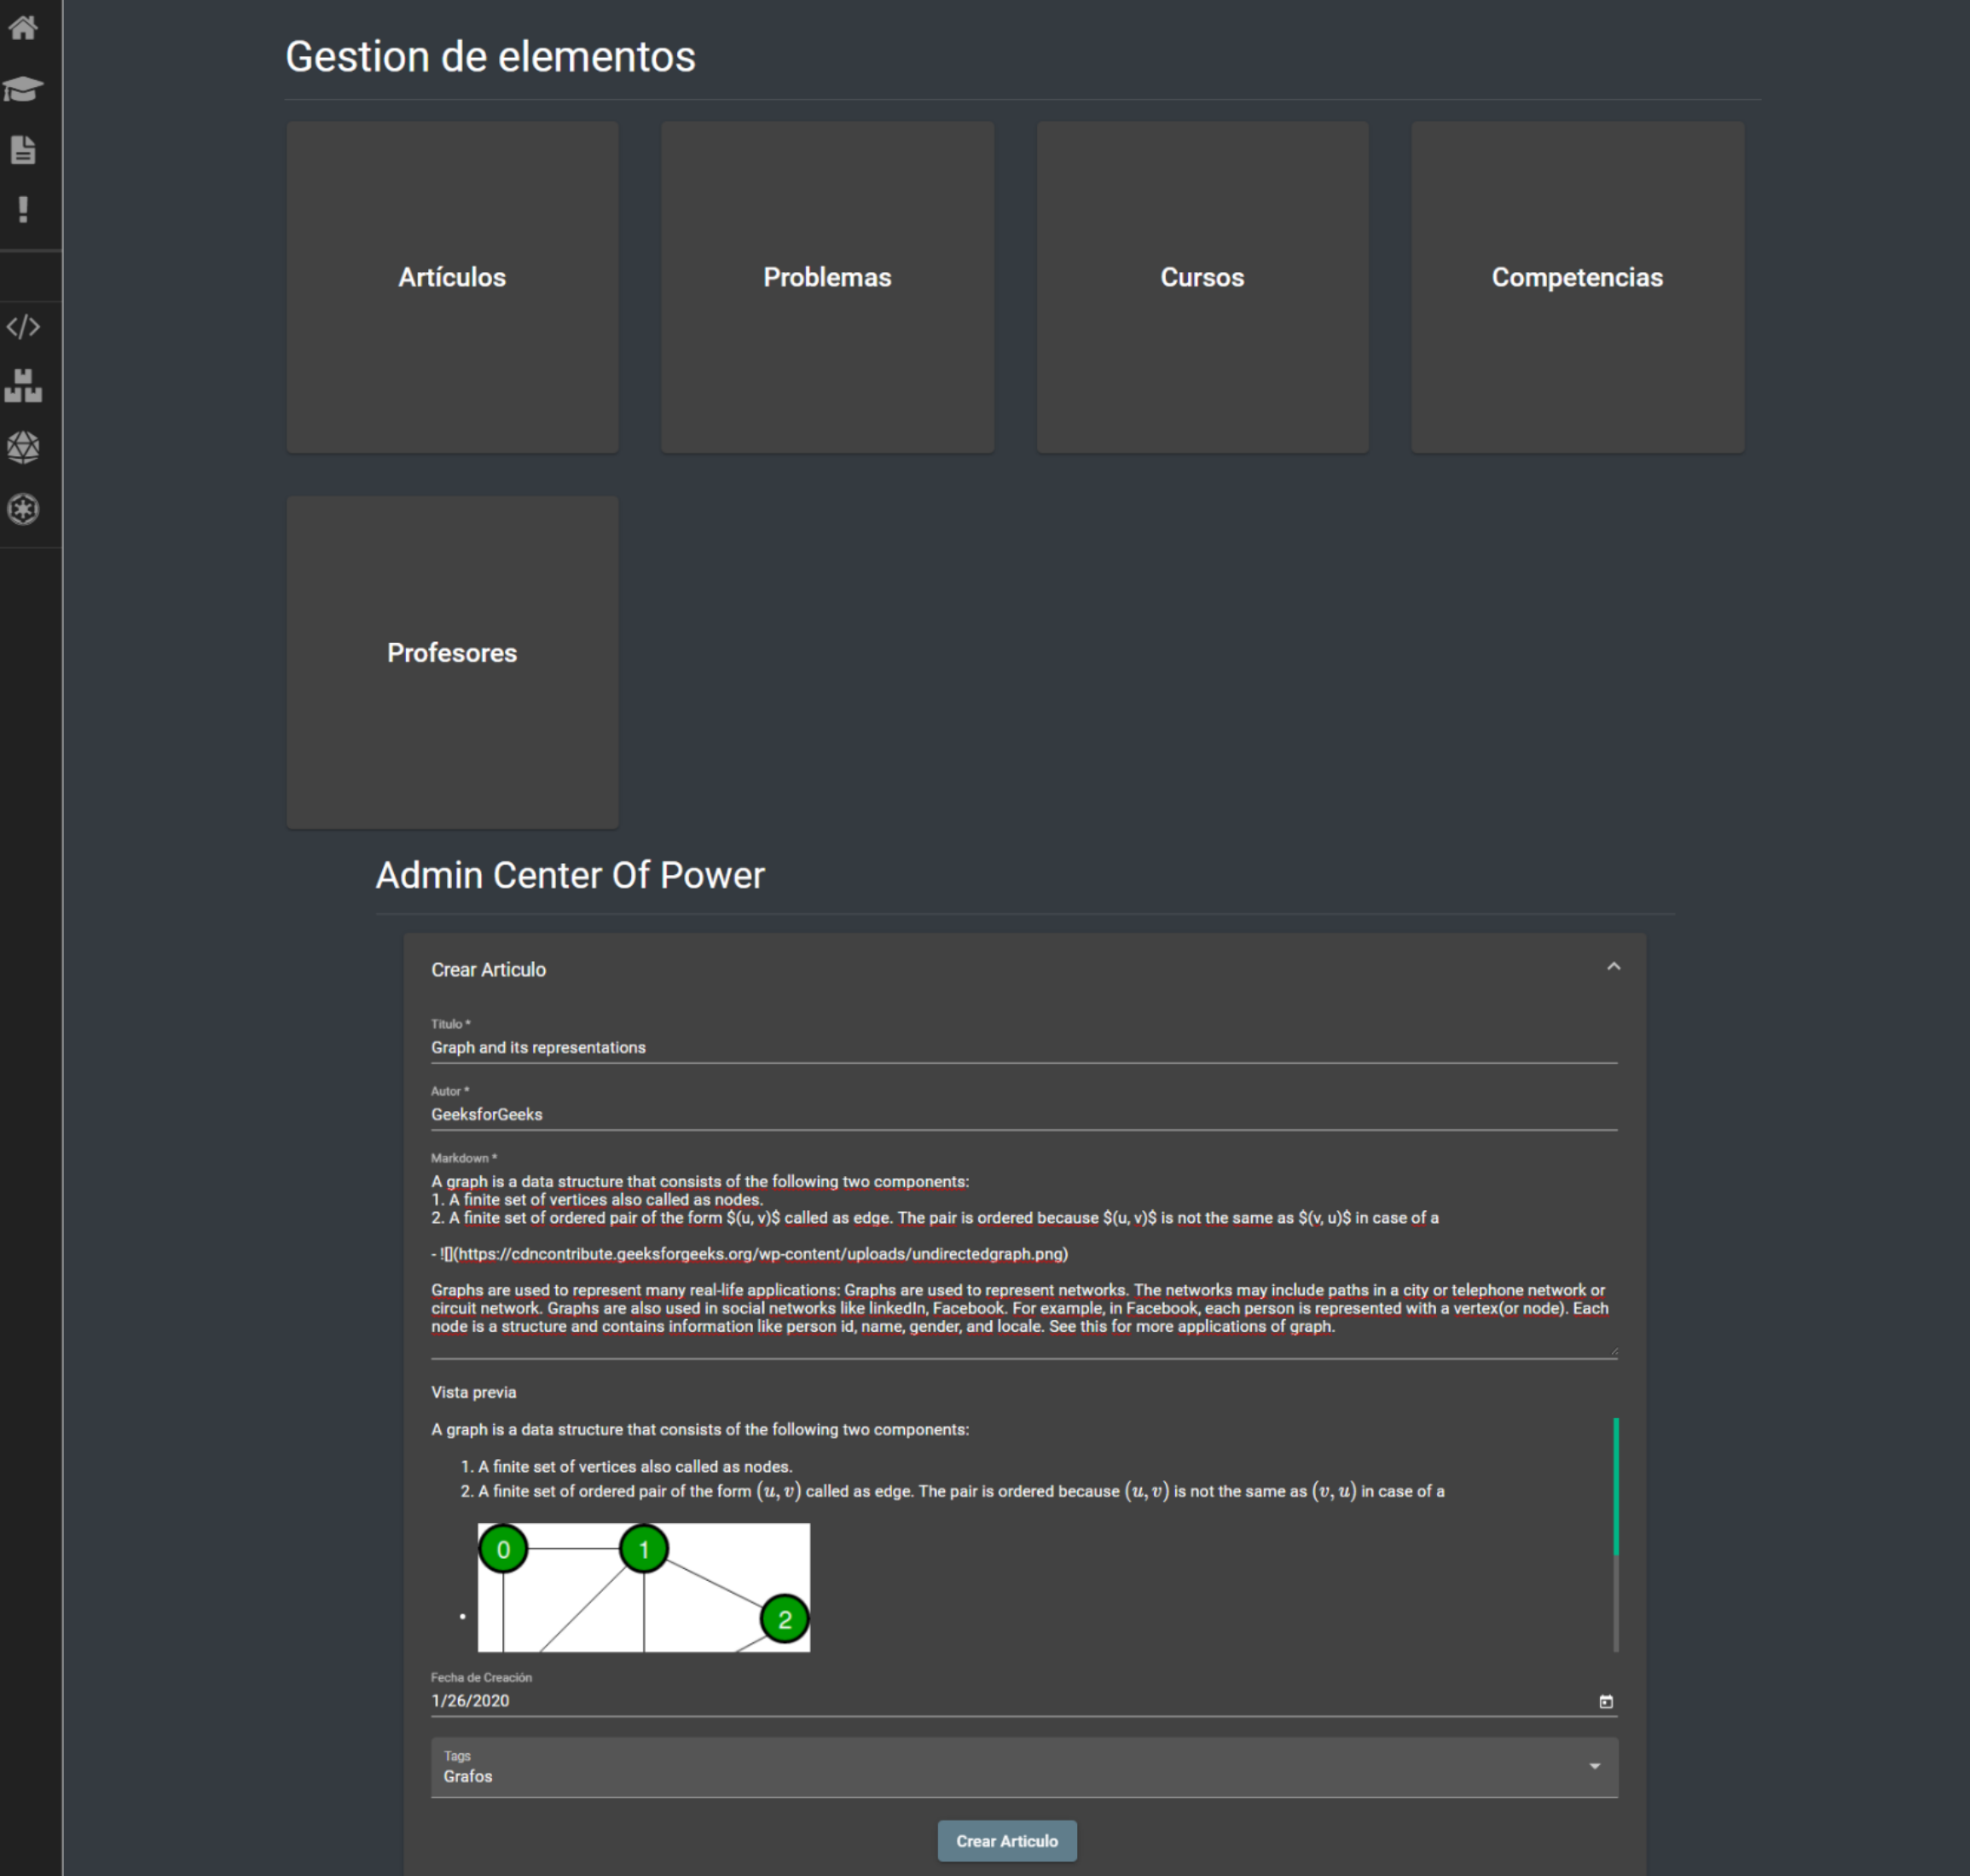 Gestion de elementos
Artículos
Problemas
Cursos
Competencias
Profesores
Admin Center Of Power
Crear Articulo
Titulo *
Graph and its representations
Autor *
GeeksforGeeks
Markdown *
A graph is a data structure that consists of the following two components:
1. A finite set of vertices also called as nodes.
2. A finite set of ordered pair of the form $(u, v)$ called as edge. The pair is ordered because $(u, v)$ is not the same as $(v, u)$ in case of a
- ![](https://cdncontribute.geeksforgeeks.org/wp-content/uploads/undirectedgraph.png)
Graphs are used to represent many real-life applications: Graphs are used to represent networks. The networks may include paths in a city or telephone network or
circuit network. Graphs are also used in social networks like linkedIn, Facebook. For example, in Facebook, each person is represented with a vertex(or node). Each
node is a structure and contains information like person id, name, gender, and locale. See this for more applications of graph.
Vista previa
A graph is a data structure that consists of the following two components:
1. A finite set of vertices also called as nodes.
2. A finite set of ordered pair of the form (u, v) called as edge. The pair is ordered because (u, v) is not the same as (v, u) in case of a
0
1
2
Fecha de Creación
1/26/2020
Tags
Grafos
Crear Articulo